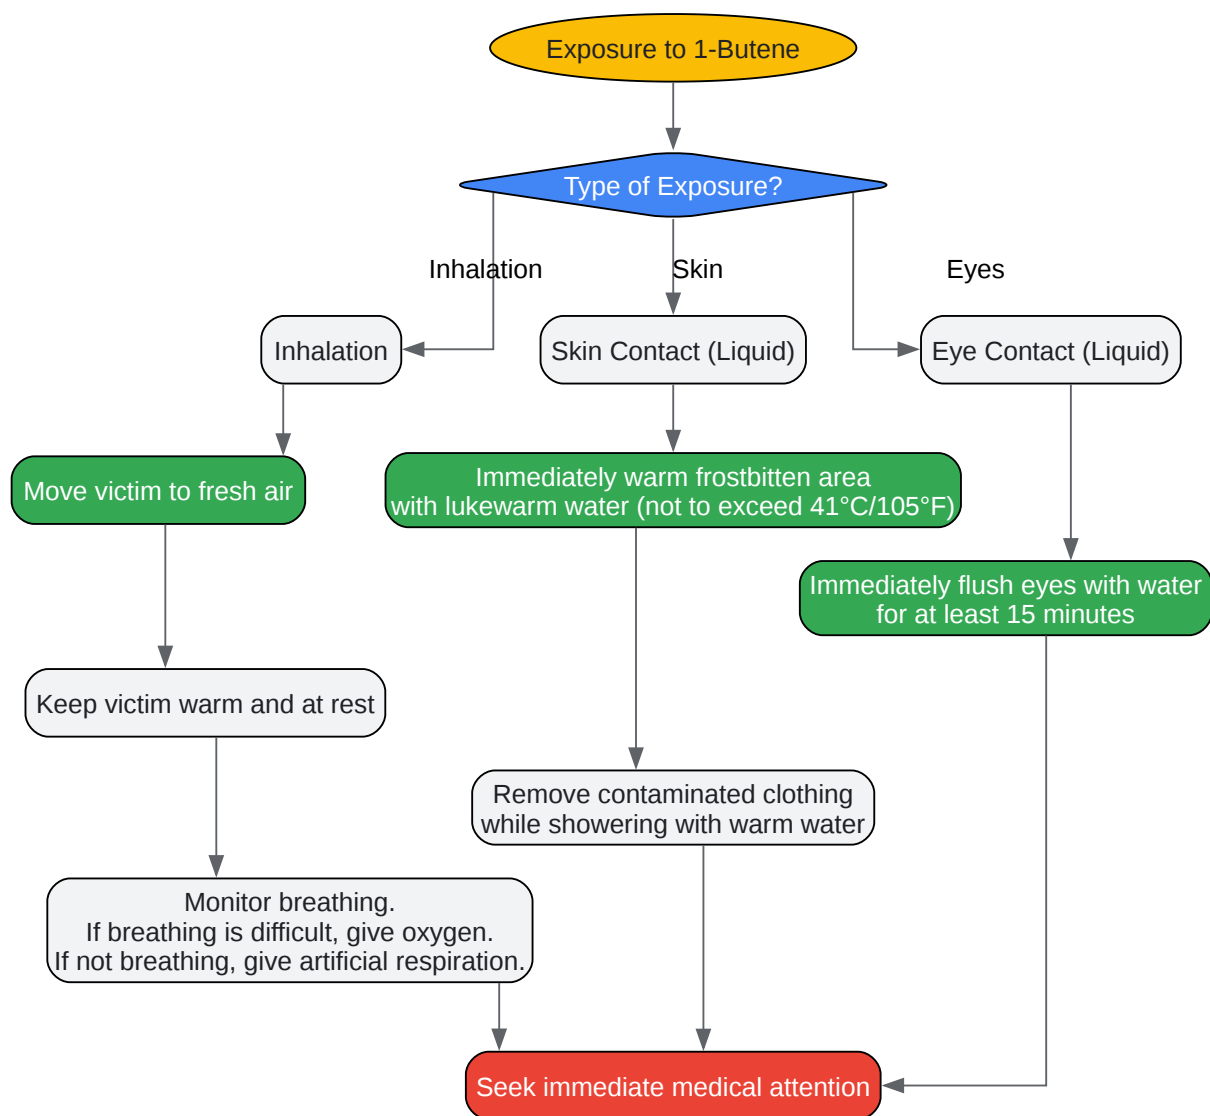 Exposure to 1-Butene
Type of Exposure?
Inhalation
Skin
Eyes
Inhalation
Skin Contact (Liquid)
Eye Contact (Liquid)
Move victim to fresh air
Immediately warm frostbitten area
with lukewarm water (not to exceed 41°C/105°F)
Immediately flush eyes with water
for at least 15 minutes
Keep victim warm and at rest
Remove contaminated clothing
while showering with warm water
Monitor breathing.
If breathing is difficult, give oxygen.
If not breathing, give artificial respiration.
Seek immediate medical attention